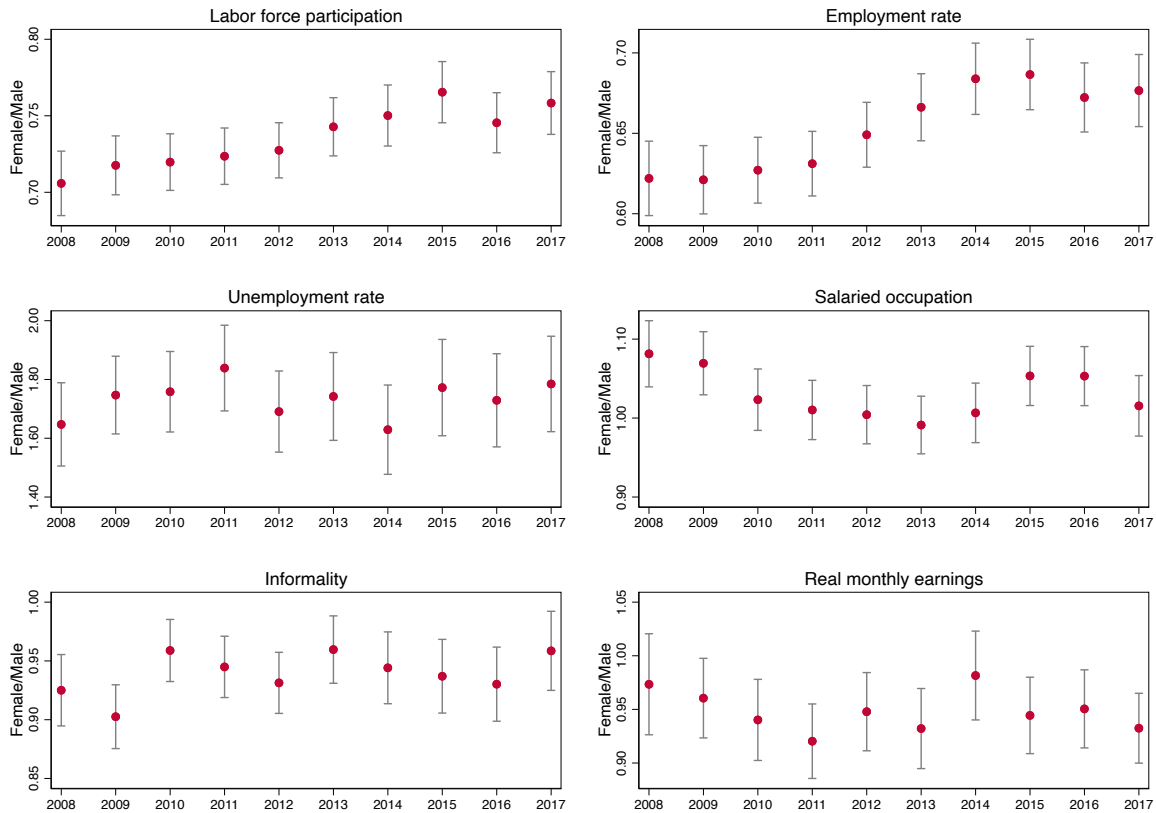 Labor force participation
Female/Male
0.80
0.75
0.70
2008 2009 2010 2011 2012 2013 2014 2015 2016 2017
Employment rate
Female/Male
0.70
0.65
0.60
2008 2009 2010 2011 2012 2013 2014 2015 2016 2017
Unemployment rate
Female/Male
2.00
1.80
1.60
1.40
2008 2009 2010 2011 2012 2013 2014 2015 2016 2017
Salaried occupation
Female/Male
1.10
1.00
0.90
2008 2009 2010 2011 2012 2013 2014 2015 2016 2017
Informality
Female/Male
1.00
0.95
0.90
0.85
2008 2009 2010 2011 2012 2013 2014 2015 2016 2017
Real monthly earnings
Female/Male
1.05
1.00
0.95
0.90
2008 2009 2010 2011 2012 2013 2014 2015 2016 2017